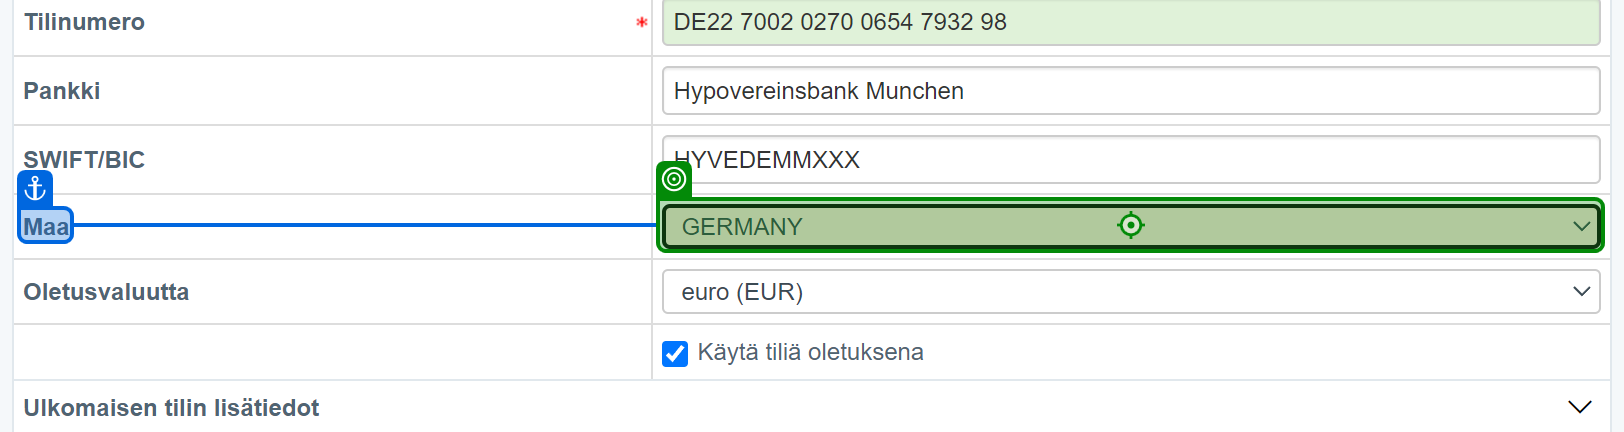 Tilinumero * DE22 7002 0270 0654 7932 98
Pankki Hypovereinsbank Munchen
SWIFT/BIC HYVEDEMMXXX
Maa GERMANY
Oletusvaluutta euro (EUR)
Käytä tiliä oletuksena
Ulkomaisen tilin lisätiedot